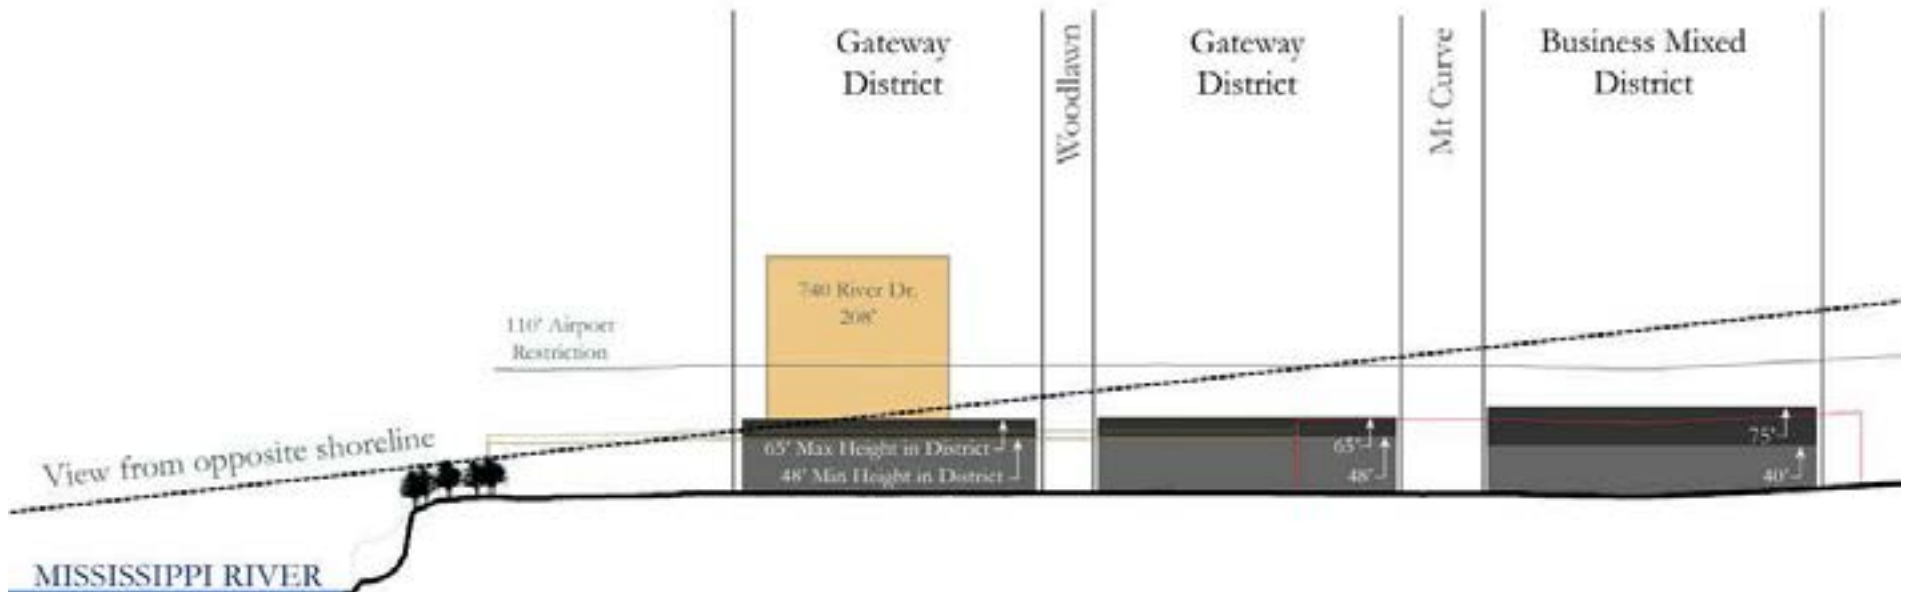 Gateway
District
Woodlawn
Gateway
District
Mt Curve
Business Mixed
District
740 River Dr.
208'
110' Airport
Restriction
View from opposite shoreline
65' Max Height in District
48' Min Height in District
65'
48'
75'
40'
MISSISSIPPI RIVER